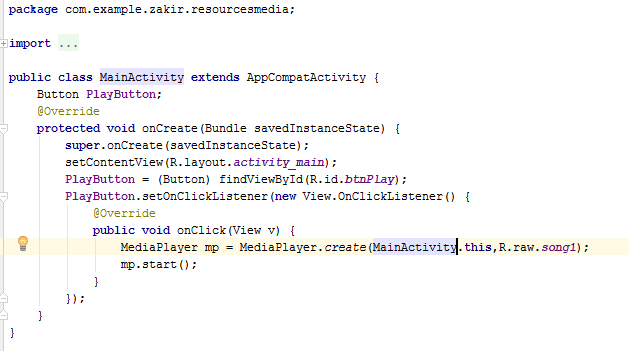 package com.example.zakir.resourcesmedia;
import ...
public class MainActivity extends AppCompatActivity {
    Button PlayButton;
    @Override
    protected void onCreate(Bundle savedInstanceState) {
        super.onCreate(savedInstanceState);
        setContentView(R.layout.activity_main);
        PlayButton = (Button) findViewById(R.id.btnPlay);
        PlayButton.setOnClickListener(new View.OnClickListener() {
            @Override
            public void onClick(View v) {
                MediaPlayer mp = MediaPlayer.create(MainActivity.this,R.raw.song1);
                mp.start();
            }
        });
    }
}